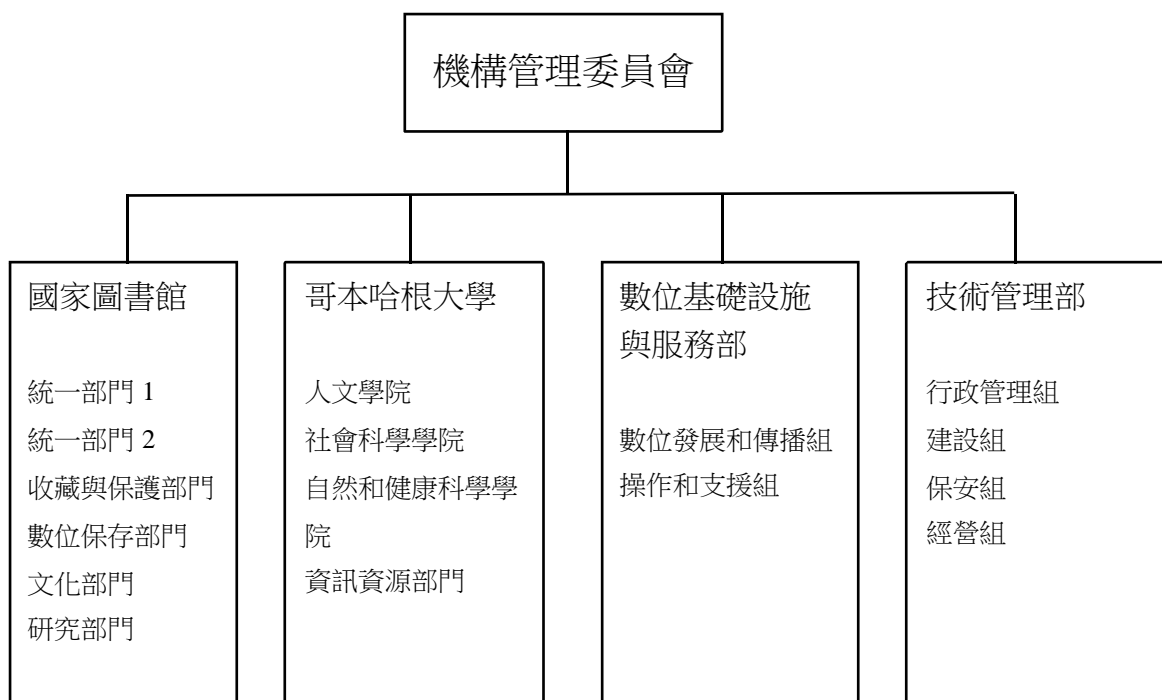 機構管理委員會
國家圖書館
統一部門 1
統一部門 2
收藏與保護部門
數位保存部門
文化部門
研究部門
哥本哈根大學
人文學院
社會科學學院
自然和健康科學學
院
資訊資源部門
數位基礎設施
與服務部
數位發展和傳播組
操作和支援組
技術管理部
行政管理組
建設組
保安組
經營組